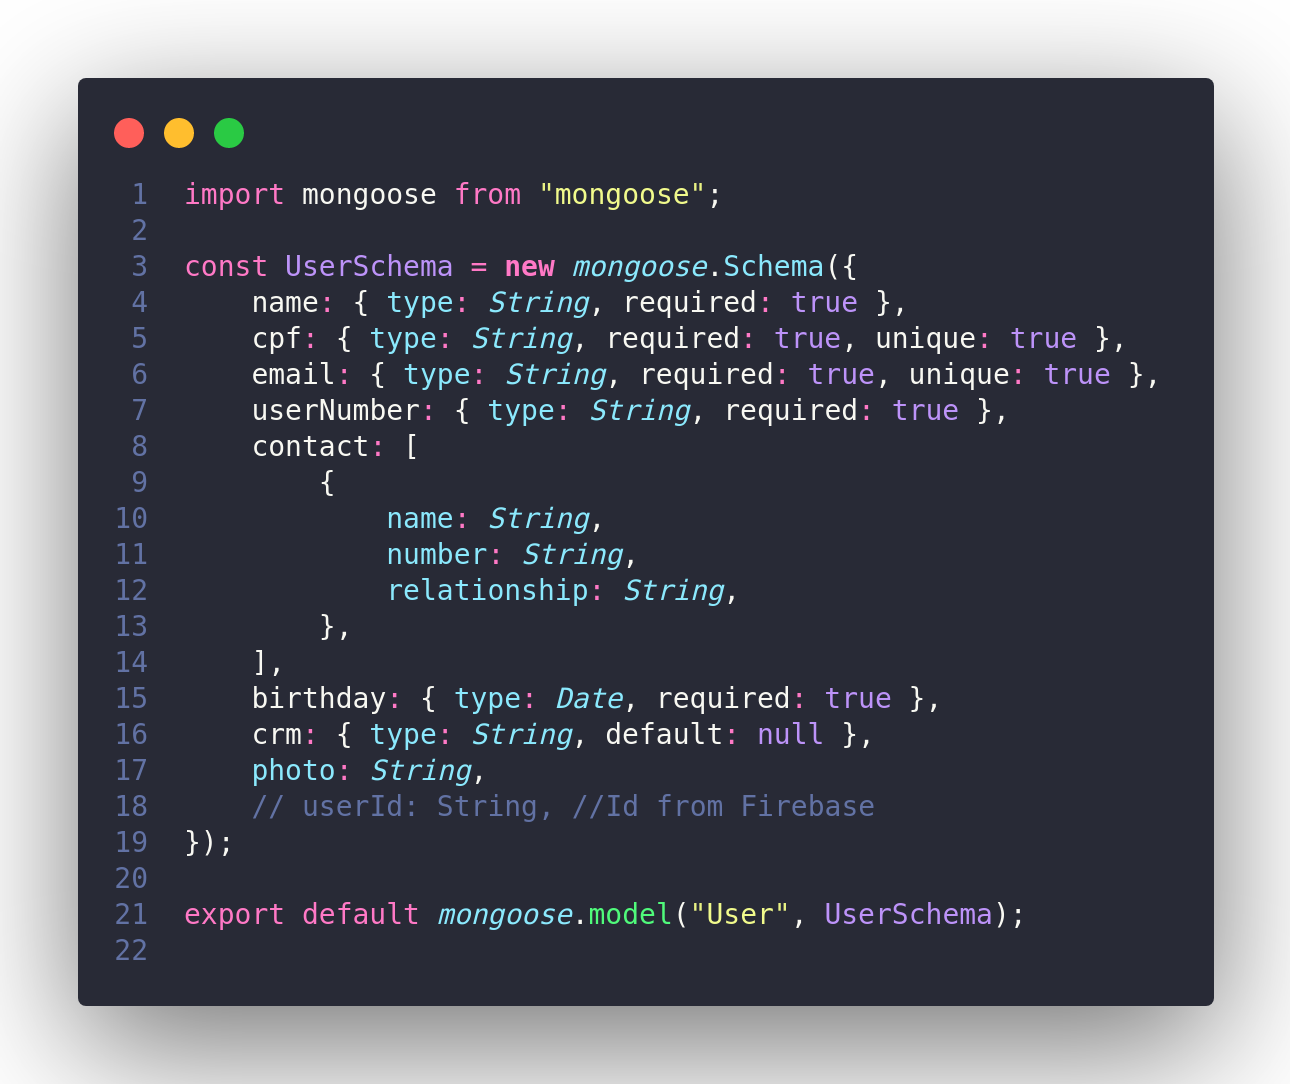 1 import mongoose from "mongoose";
2
3 const UserSchema = new mongoose.Schema({
4     name: { type: String, required: true },
5     cpf: { type: String, required: true, unique: true },
6     email: { type: String, required: true, unique: true },
7     userNumber: { type: String, required: true },
8     contact: [
9         {
10             name: String,
11             number: String,
12             relationship: String,
13         },
14     ],
15     birthday: { type: Date, required: true },
16     crm: { type: String, default: null },
17     photo: String,
18     // userId: String, //Id from Firebase
19 });
20
21 export default mongoose.model("User", UserSchema);
22